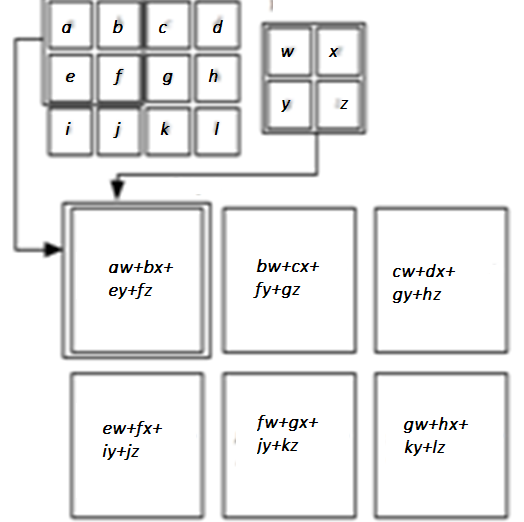 a b c d
w x
e f g h
y z
i j k l
aw+bx+
ey+fz
bw+cx+
fy+gz
cw+dx+
gy+hz
ew+fx+
iy+jz
fw+gx+
jy+kz
gw+hx+
ky+lz